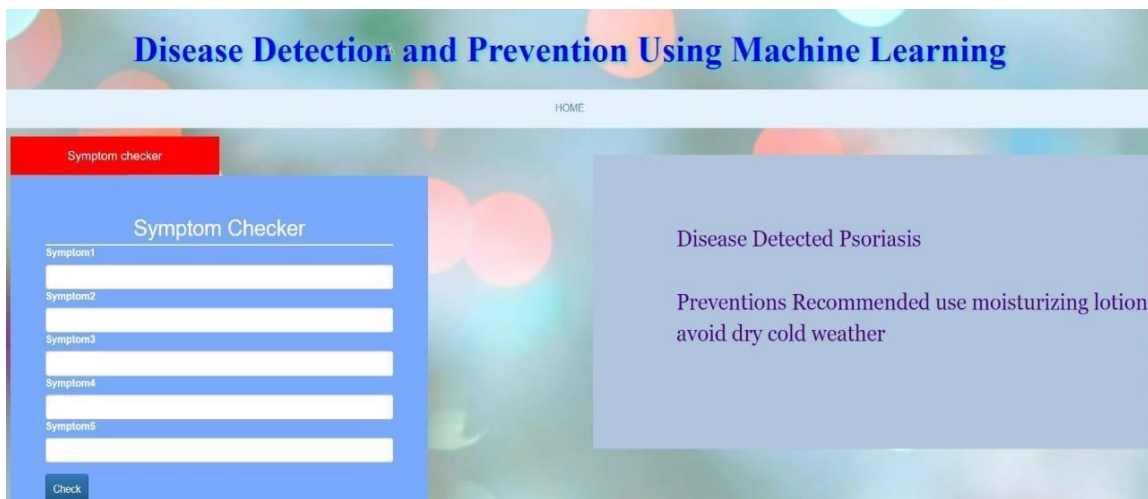 Disease Detection and Prevention Using Machine Learning
HOME
Symptom checker
Symptom Checker
Symptom1
Symptom2
Symptom3
Symptom4
Symptom5
Check
Disease Detected Psoriasis
Preventions Recommended use moisturizing lotion
avoid dry cold weather